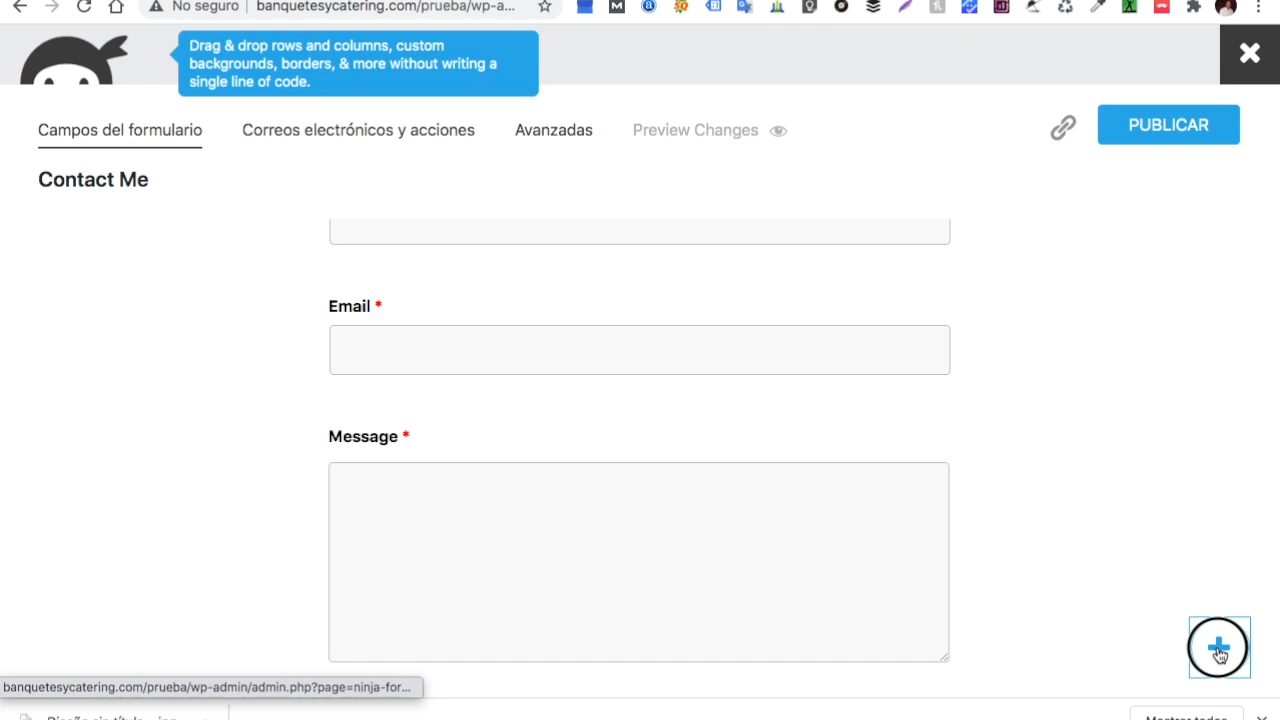 No seguro
banquetesycatering.com/prueba/wp-a...
Drag & drop rows and columns, custom
backgrounds, borders, & more without writing a
single line of code.
Campos del formulario
Correos electrónicos y acciones
Avanzadas
Preview Changes
PUBLICAR
Contact Me
Email *
Message *
banquetesycatering.com/prueba/wp-admin/admin.php?page=ninja-for...